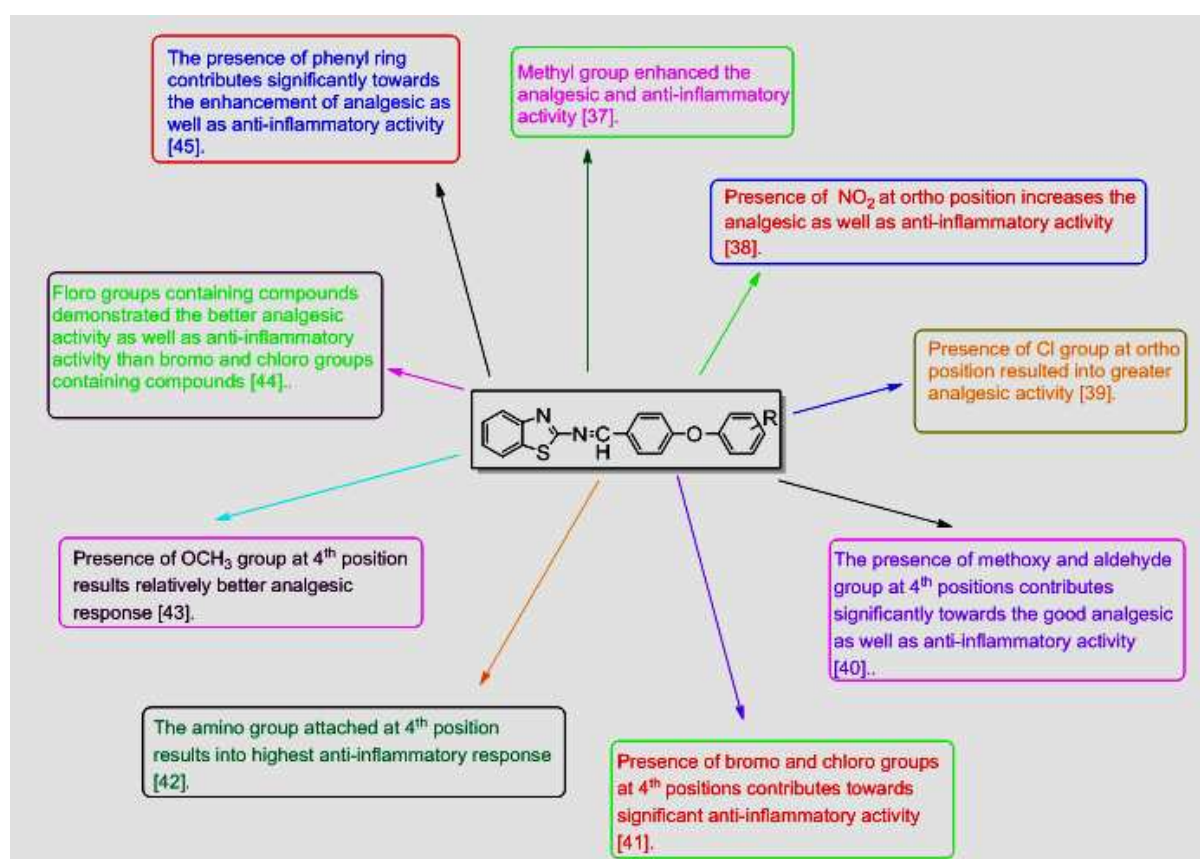 The presence of phenyl ring
contributes significantly towards
the enhancement of analgesic as
well as anti-inflammatory activity
[45].
Methyl group enhanced the
analgesic and anti-inflammatory
activity [37].
Presence of NO2 at ortho position increases the
analgesic as well as anti-inflammatory activity
[38].
Floro groups containing compounds
demonstrated the better analgesic
activity as well as anti-inflammatory
activity than bromo and chloro groups
containing compounds [44]..
Presence of Cl group at ortho
position resulted into greater
analgesic activity [39].
N
S
N=C
H
O
R
Presence of OCH3 group at 4th position
results relatively better analgesic
response [43].
The presence of methoxy and aldehyde
group at 4th positions contributes
significantly towards the good analgesic
as well as anti-inflammatory activity
[40]..
The amino group attached at 4th position
results into highest anti-inflammatory response
[42].
Presence of bromo and chloro groups
at 4th positions contributes towards
significant anti-inflammatory activity
[41].